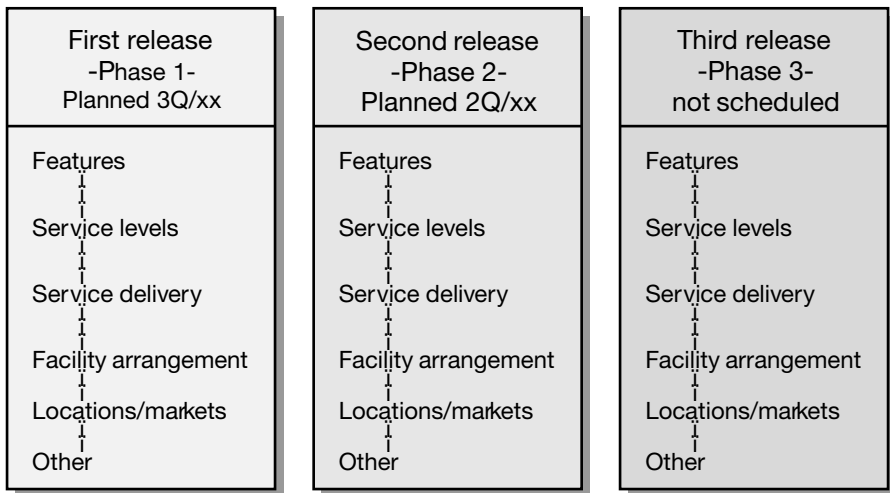 First release
-Phase 1-
Planned 3Q/xx
Features
Service levels
Service delivery
Facility arrangement
Locations/markets
Other
Second release
-Phase 2-
Planned 2Q/xx
Features
Service levels
Service delivery
Facility arrangement
Locations/markets
Other
Third release
-Phase 3-
not scheduled
Features
Service levels
Service delivery
Facility arrangement
Locations/markets
Other